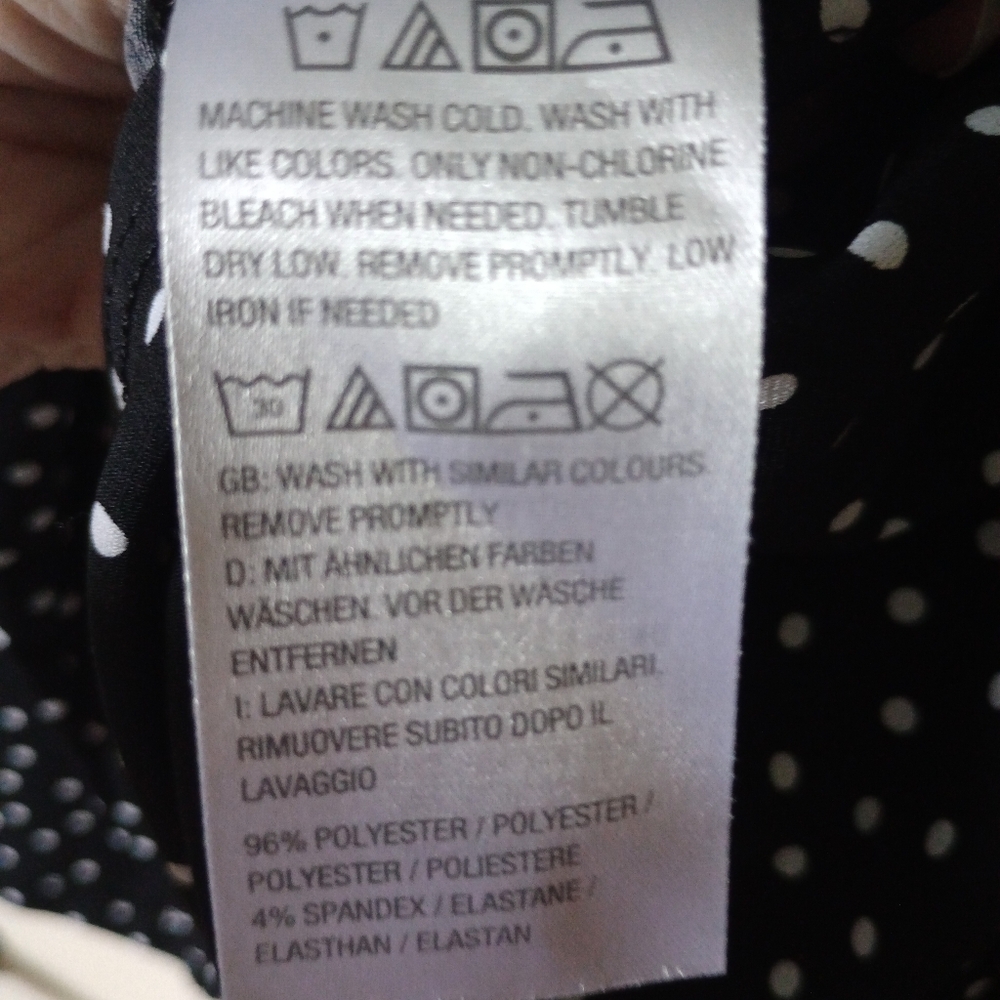 MACHINE WASH COLD. WASH WITH
LIKE COLORS. ONLY NON-CHLORINE
BLEACH WHEN NEEDED. TUMBLE
DRY LOW. REMOVE PROMPTLY. LOW
IRON IF NEEDED
30
GB: WASH WITH SIMILAR COLOURS.
REMOVE PROMPTLY
D: MIT ÄHNLICHEN FARBEN
WÄSCHEN. VOR DER WÄSCHE
ENTFERNEN
I: LAVARE CON COLORI SIMILARI.
RIMUOVERE SUBITO DOPO IL
LAVAGGIO
96% POLYESTER / POLYESTER /
POLYESTER / POLIESTERE
4% SPANDEX / ELASTANE /
ELASTHAN / ELASTAN